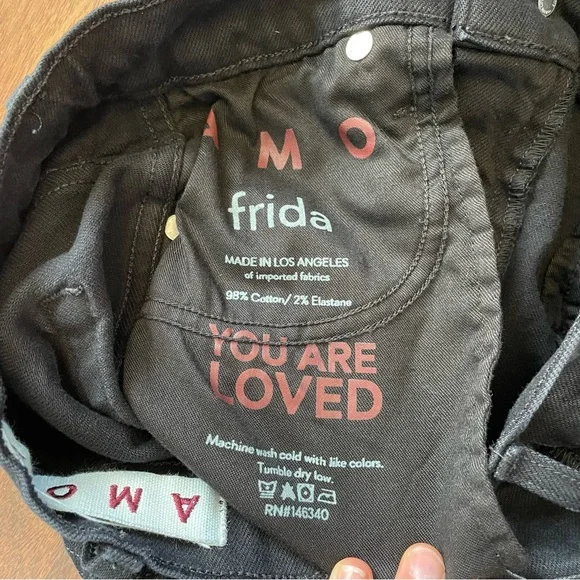 A M O
frida
MADE IN LOS ANGELES
of imported fabrics
98% Cotton/ 2% Elastane
YOU ARE
LOVED
Machine wash cold with like colors.
Tumble dry low.
RN#146340
A M O